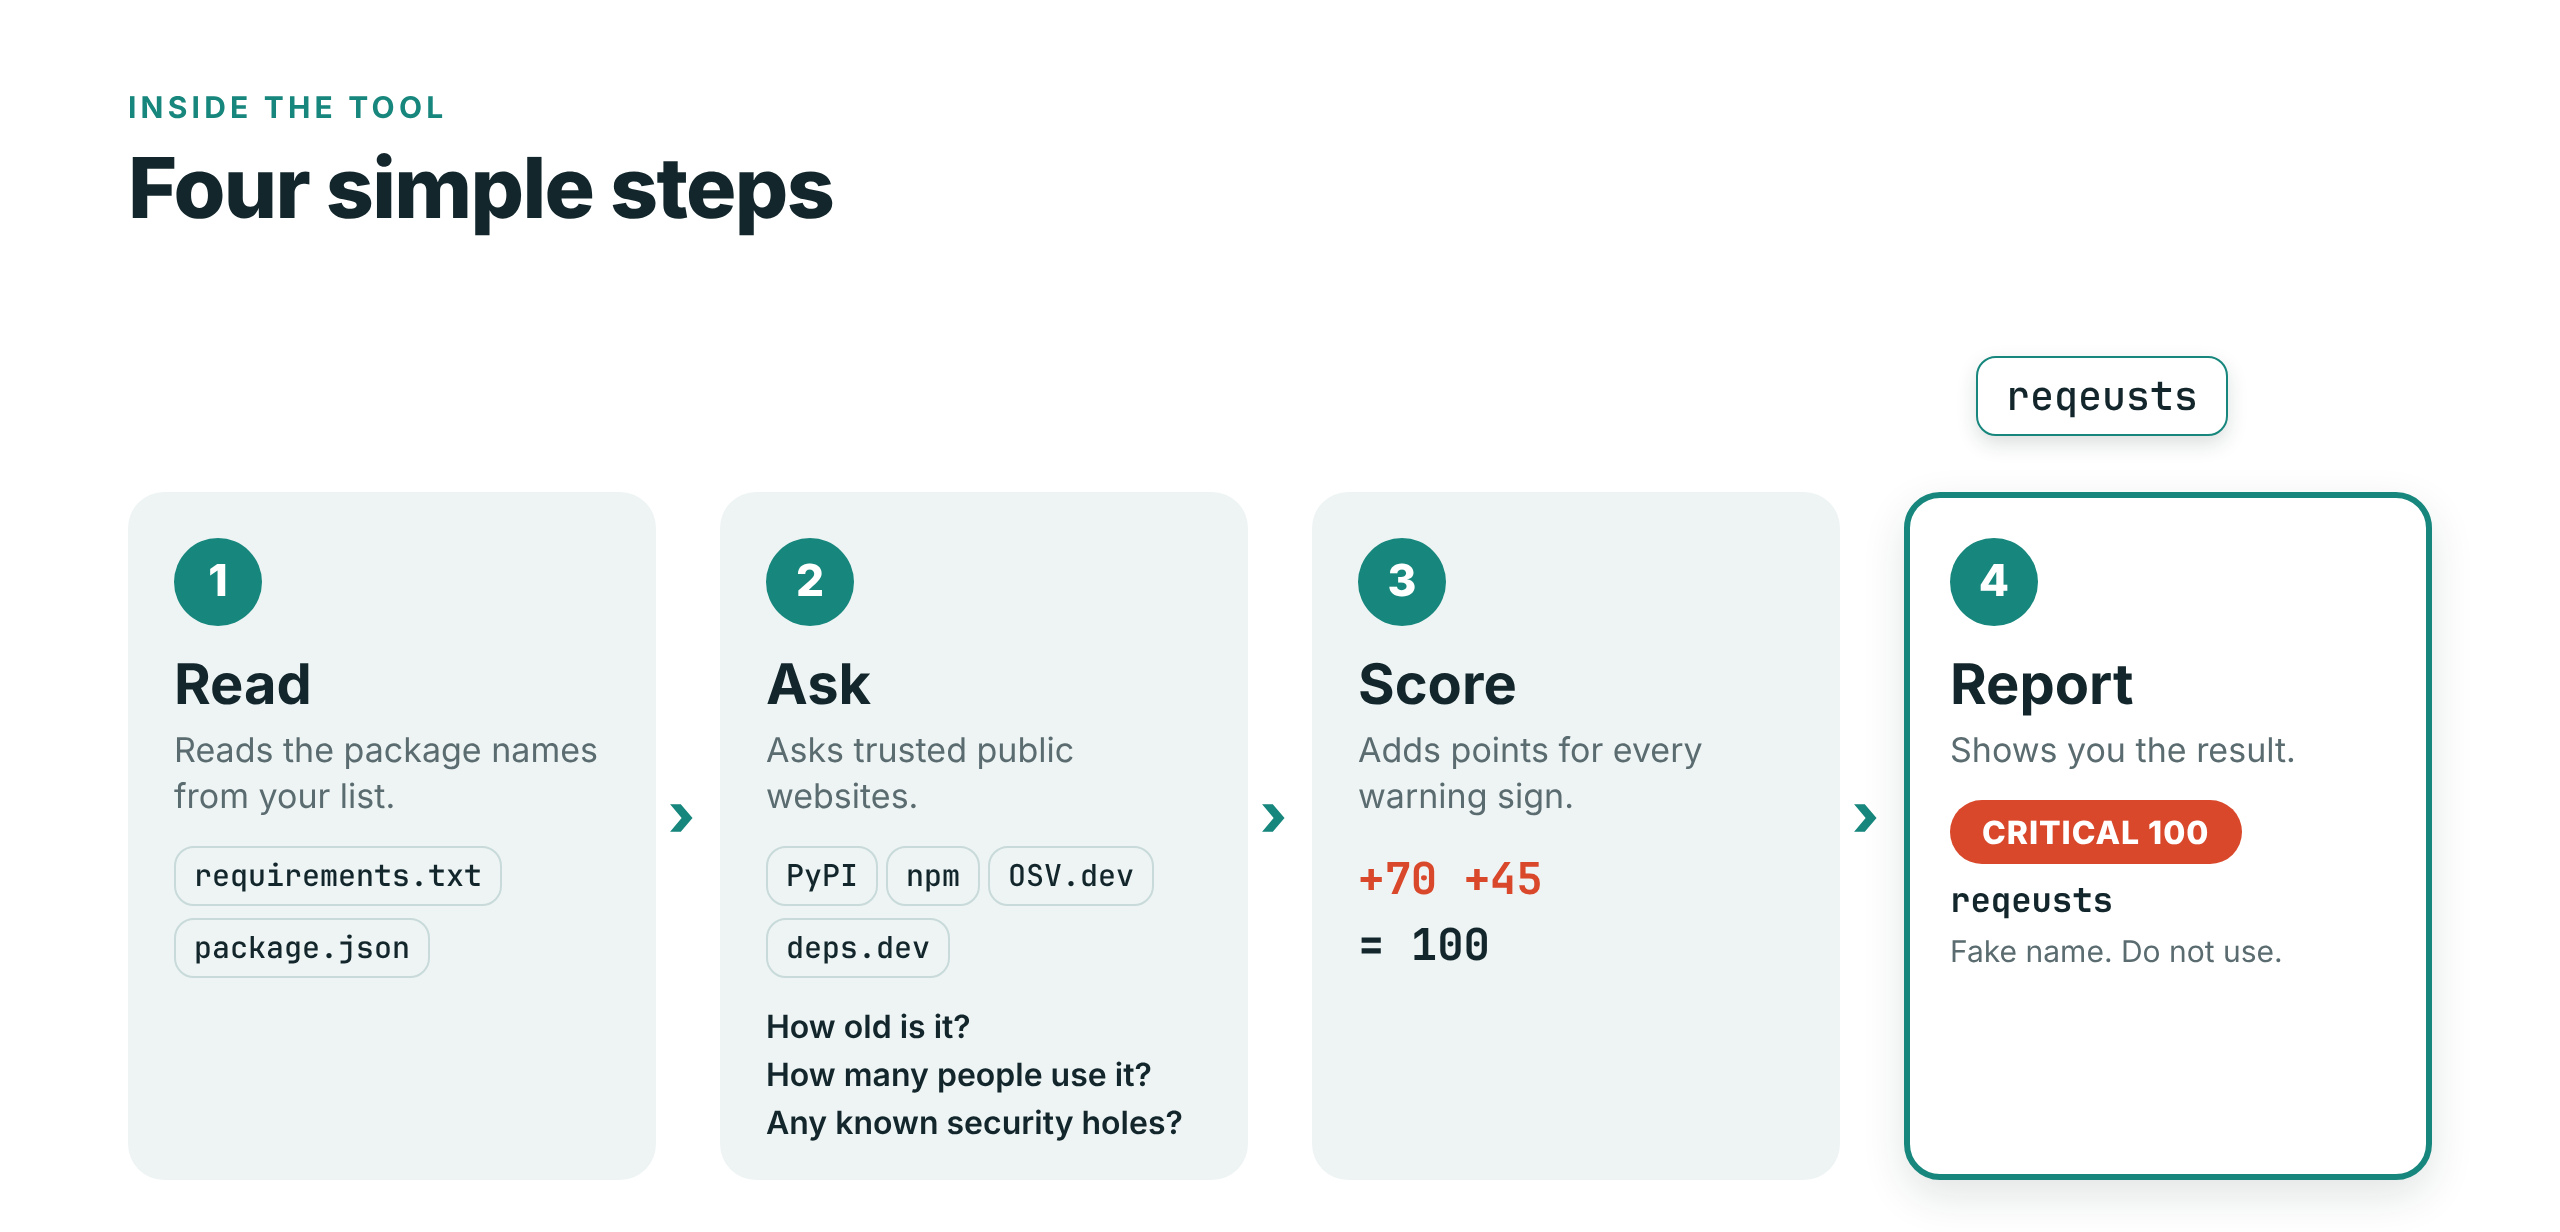 INSIDE THE TOOL
Four simple steps
reqeusts
1
Read
Reads the package names
from your list.
requirements.txt
package.json
›
2
Ask
Asks trusted public
websites.
PyPI npm OSV.dev
deps.dev
How old is it?
How many people use it?
Any known security holes?
›
3
Score
Adds points for every
warning sign.
+70 +45
= 100
›
4
Report
Shows you the result.
CRITICAL 100
reqeusts
Fake name. Do not use.